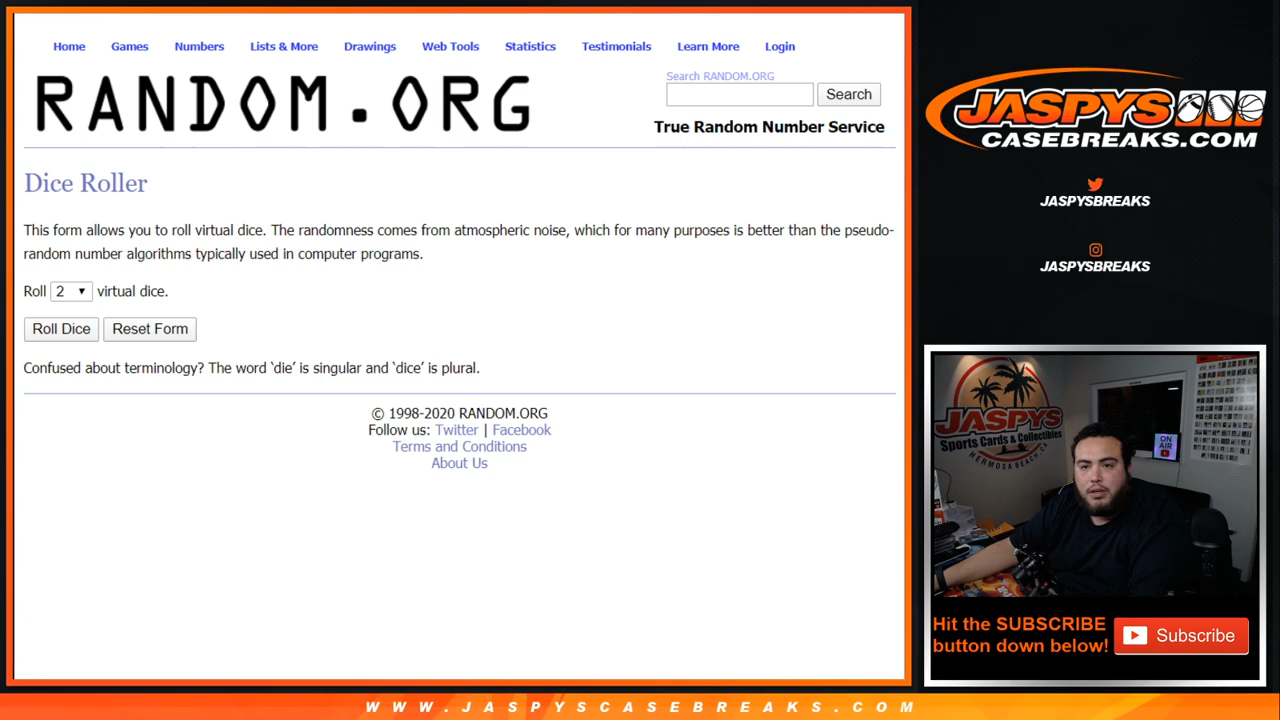 Home Games Numbers Lists & More Drawings Web Tools Statistics Testimonials Learn More Login
RANDOM.ORG
Search RANDOM.ORG
Search
True Random Number Service
Dice Roller
This form allows you to roll virtual dice. The randomness comes from atmospheric noise, which for many purposes is better than the pseudo-
random number algorithms typically used in computer programs.
Roll 2 virtual dice.
Roll Dice Reset Form
Confused about terminology? The word ‘die’ is singular and ‘dice’ is plural.
© 1998-2020 RANDOM.ORG
Follow us: Twitter | Facebook
Terms and Conditions
About Us
JASPYS
CASEBREAKS.COM
JASPYSBREAKS
JASPYSBREAKS
JASPYS
Sports Cards & Collectibles
HERMOSA BEACH, CA
ON
AIR
Hit the SUBSCRIBE
button down below!
Subscribe
WWW.JASPYSCASEBREAKS.COM